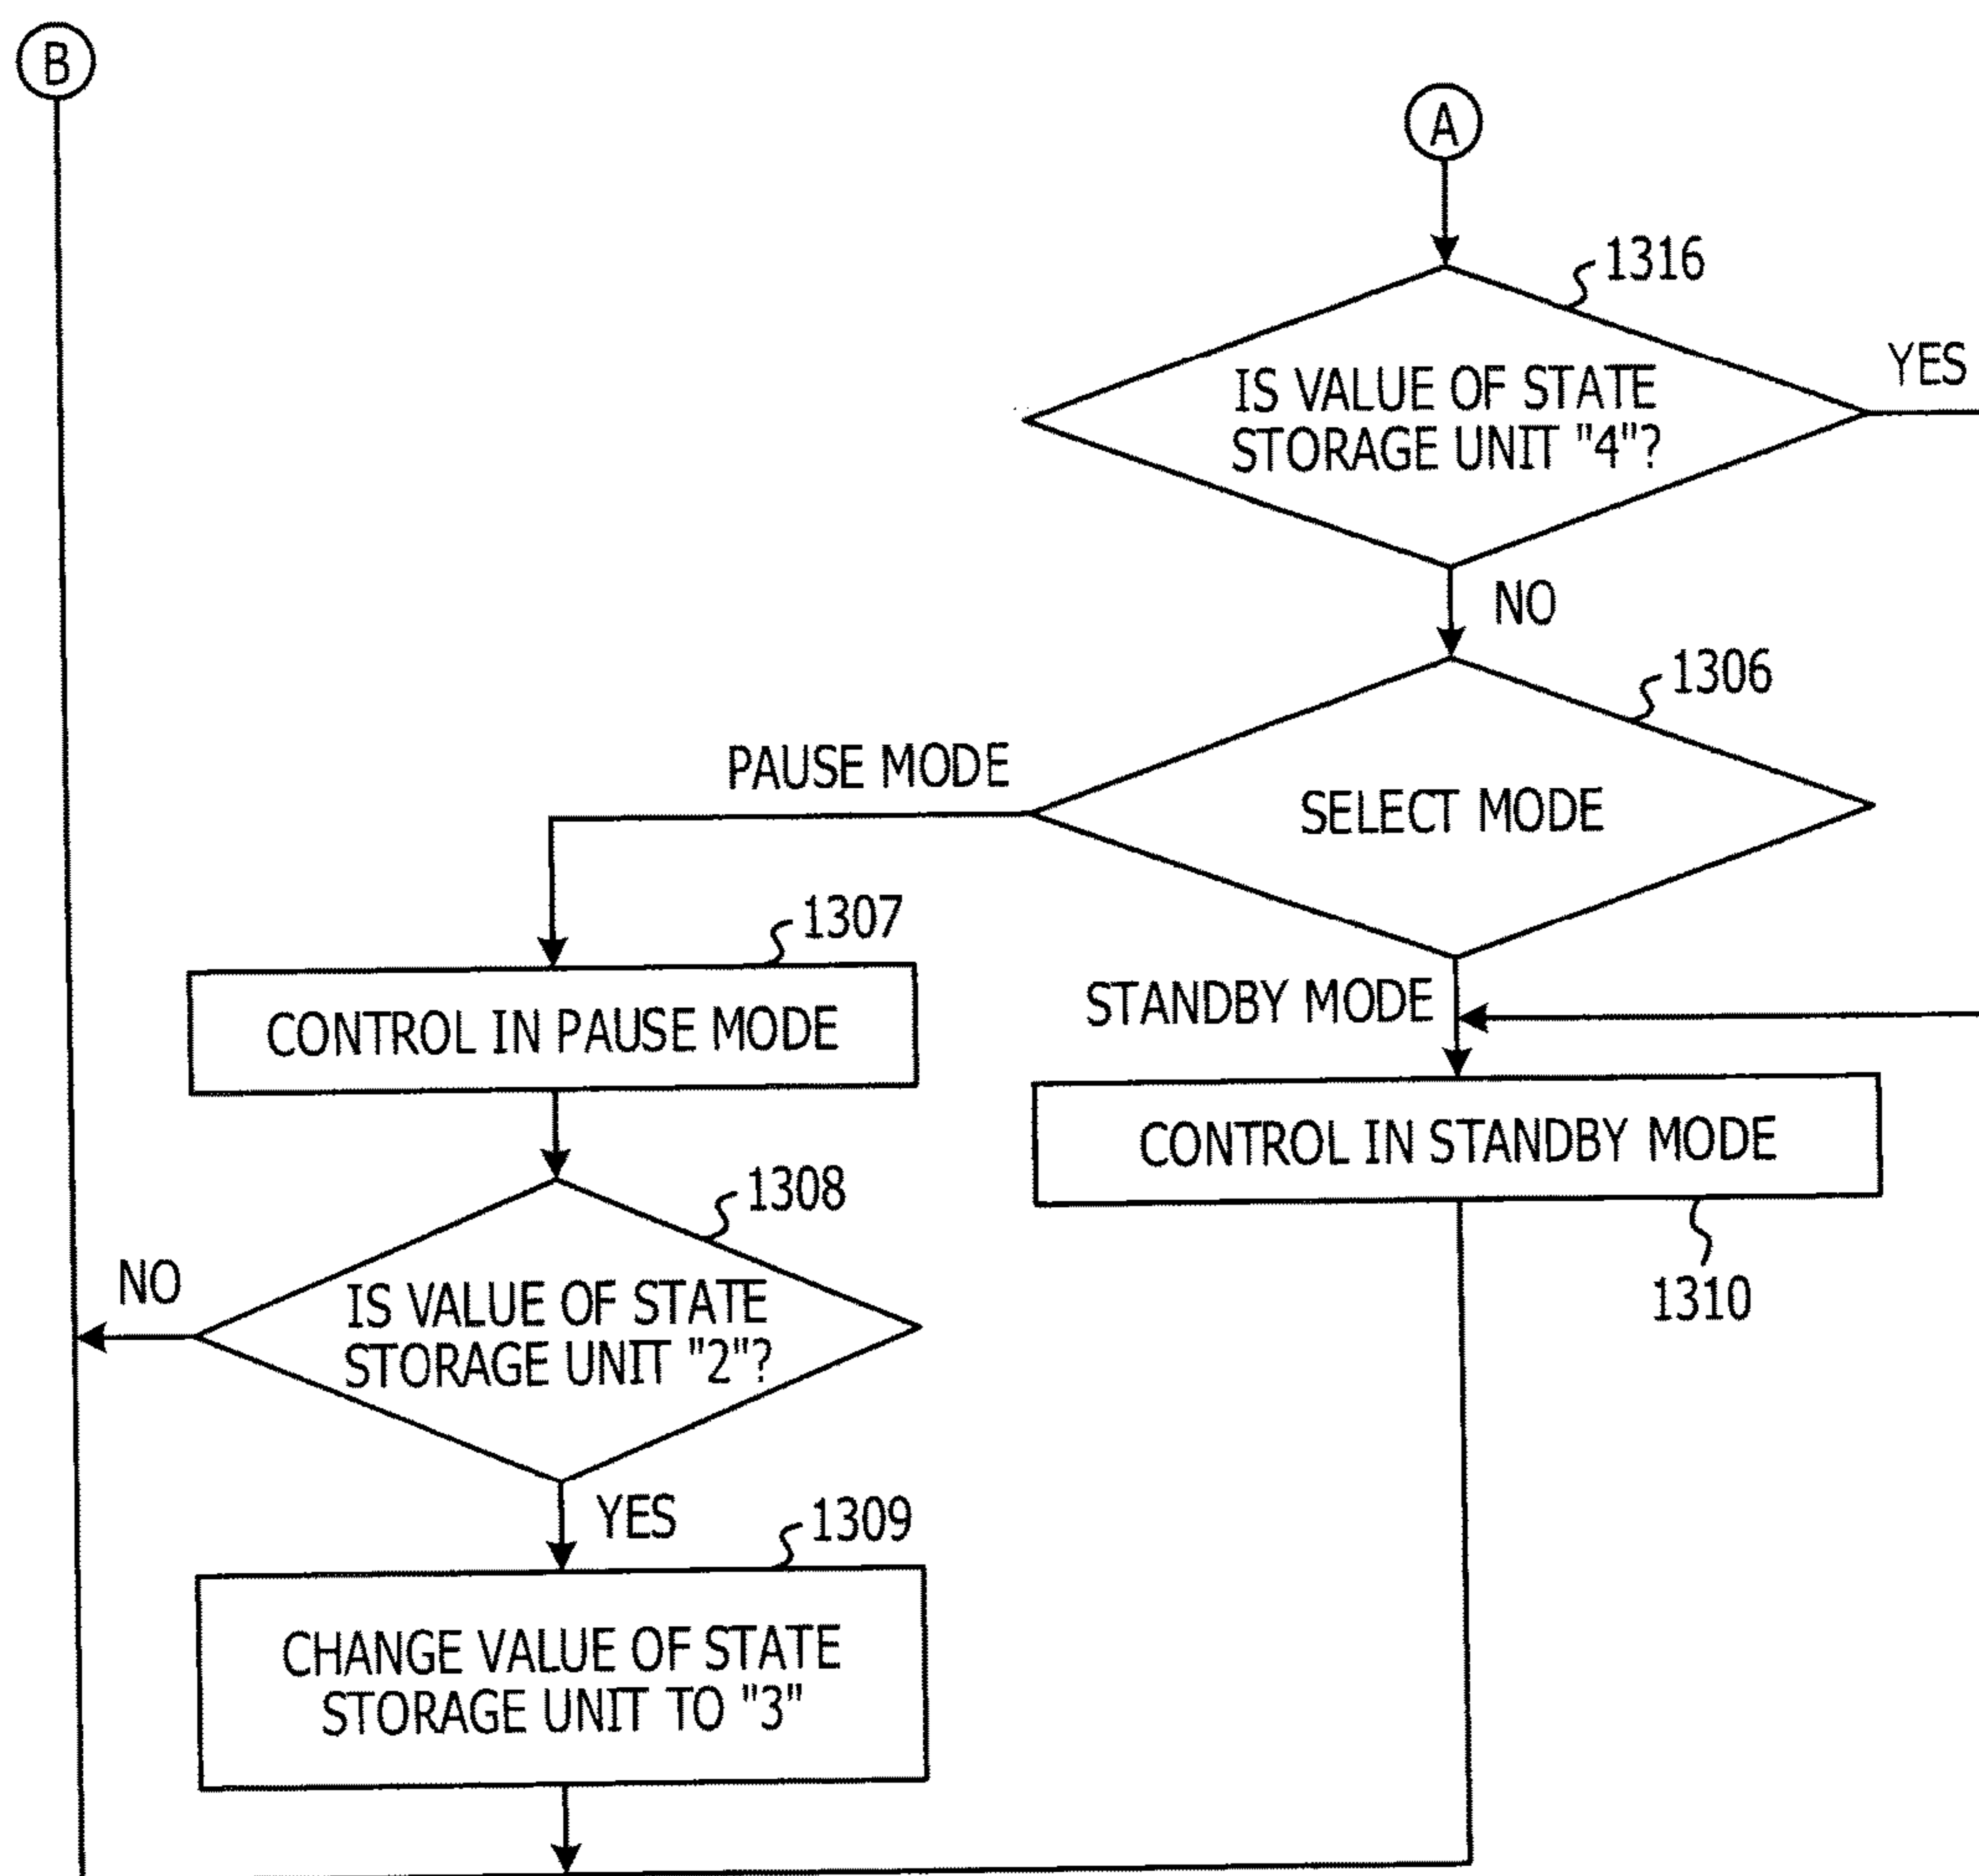 B
A
1316
IS VALUE OF STATE
STORAGE UNIT "4"?
YES
NO
1306
SELECT MODE
PAUSE MODE
1307
CONTROL IN PAUSE MODE
STANDBY MODE
CONTROL IN STANDBY MODE
1310
1308
IS VALUE OF STATE
STORAGE UNIT "2"?
NO
YES
1309
CHANGE VALUE OF STATE
STORAGE UNIT TO "3"